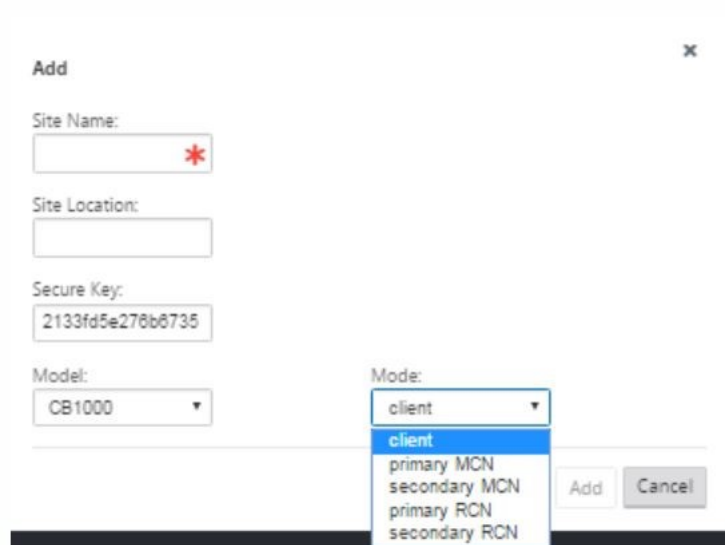 Add
Site Name:
Site Location:
Secure Key:
2133fd5e276b6735
Model:
Mode:
CB1000
client
client
primary MCN
secondary MCN
primary RCN
secondary RCN
Add
Cancel